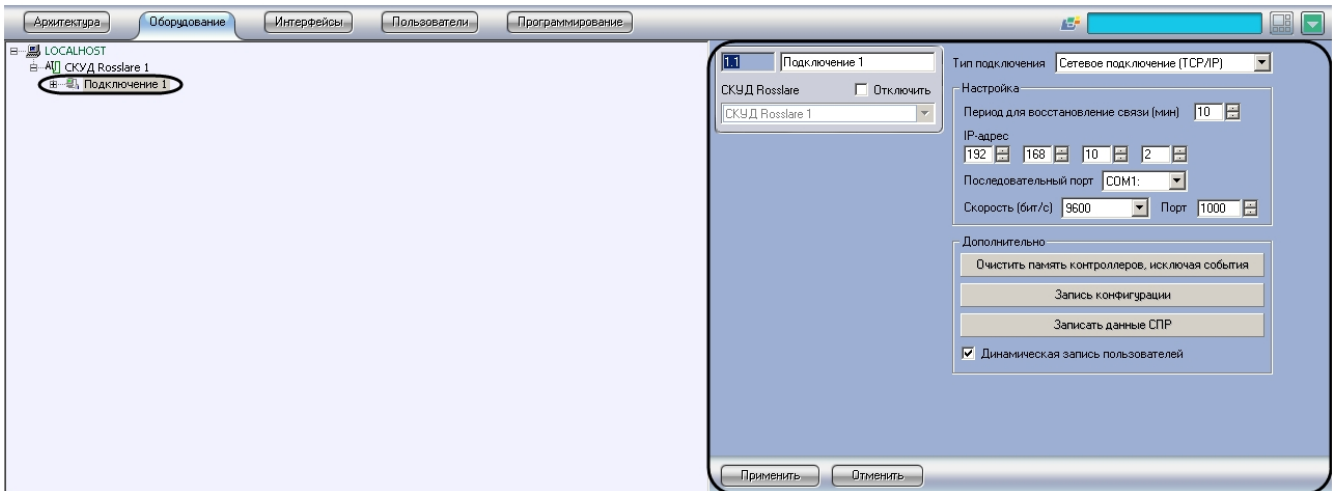 Архитектура Оборудование Интерфейсы Пользователи Программирование
LOCALHOST
СКУД Rosslare 1
Подключение 1
1.1 Подключение 1
СКУД Rosslare Отключить
СКУД Rosslare 1
Тип подключения Сетевое подключение (TCP/IP)
Настройка
Период для восстановление связи (мин) 10
IP-адрес
192 168 10 2
Последовательный порт COM1:
Скорость (бит/с) 9600 Порт 1000
Дополнительно
Очистить память контроллеров, исключая события
Запись конфигурации
Записать данные СПР
Динамическая запись пользователей
Применить Отменить